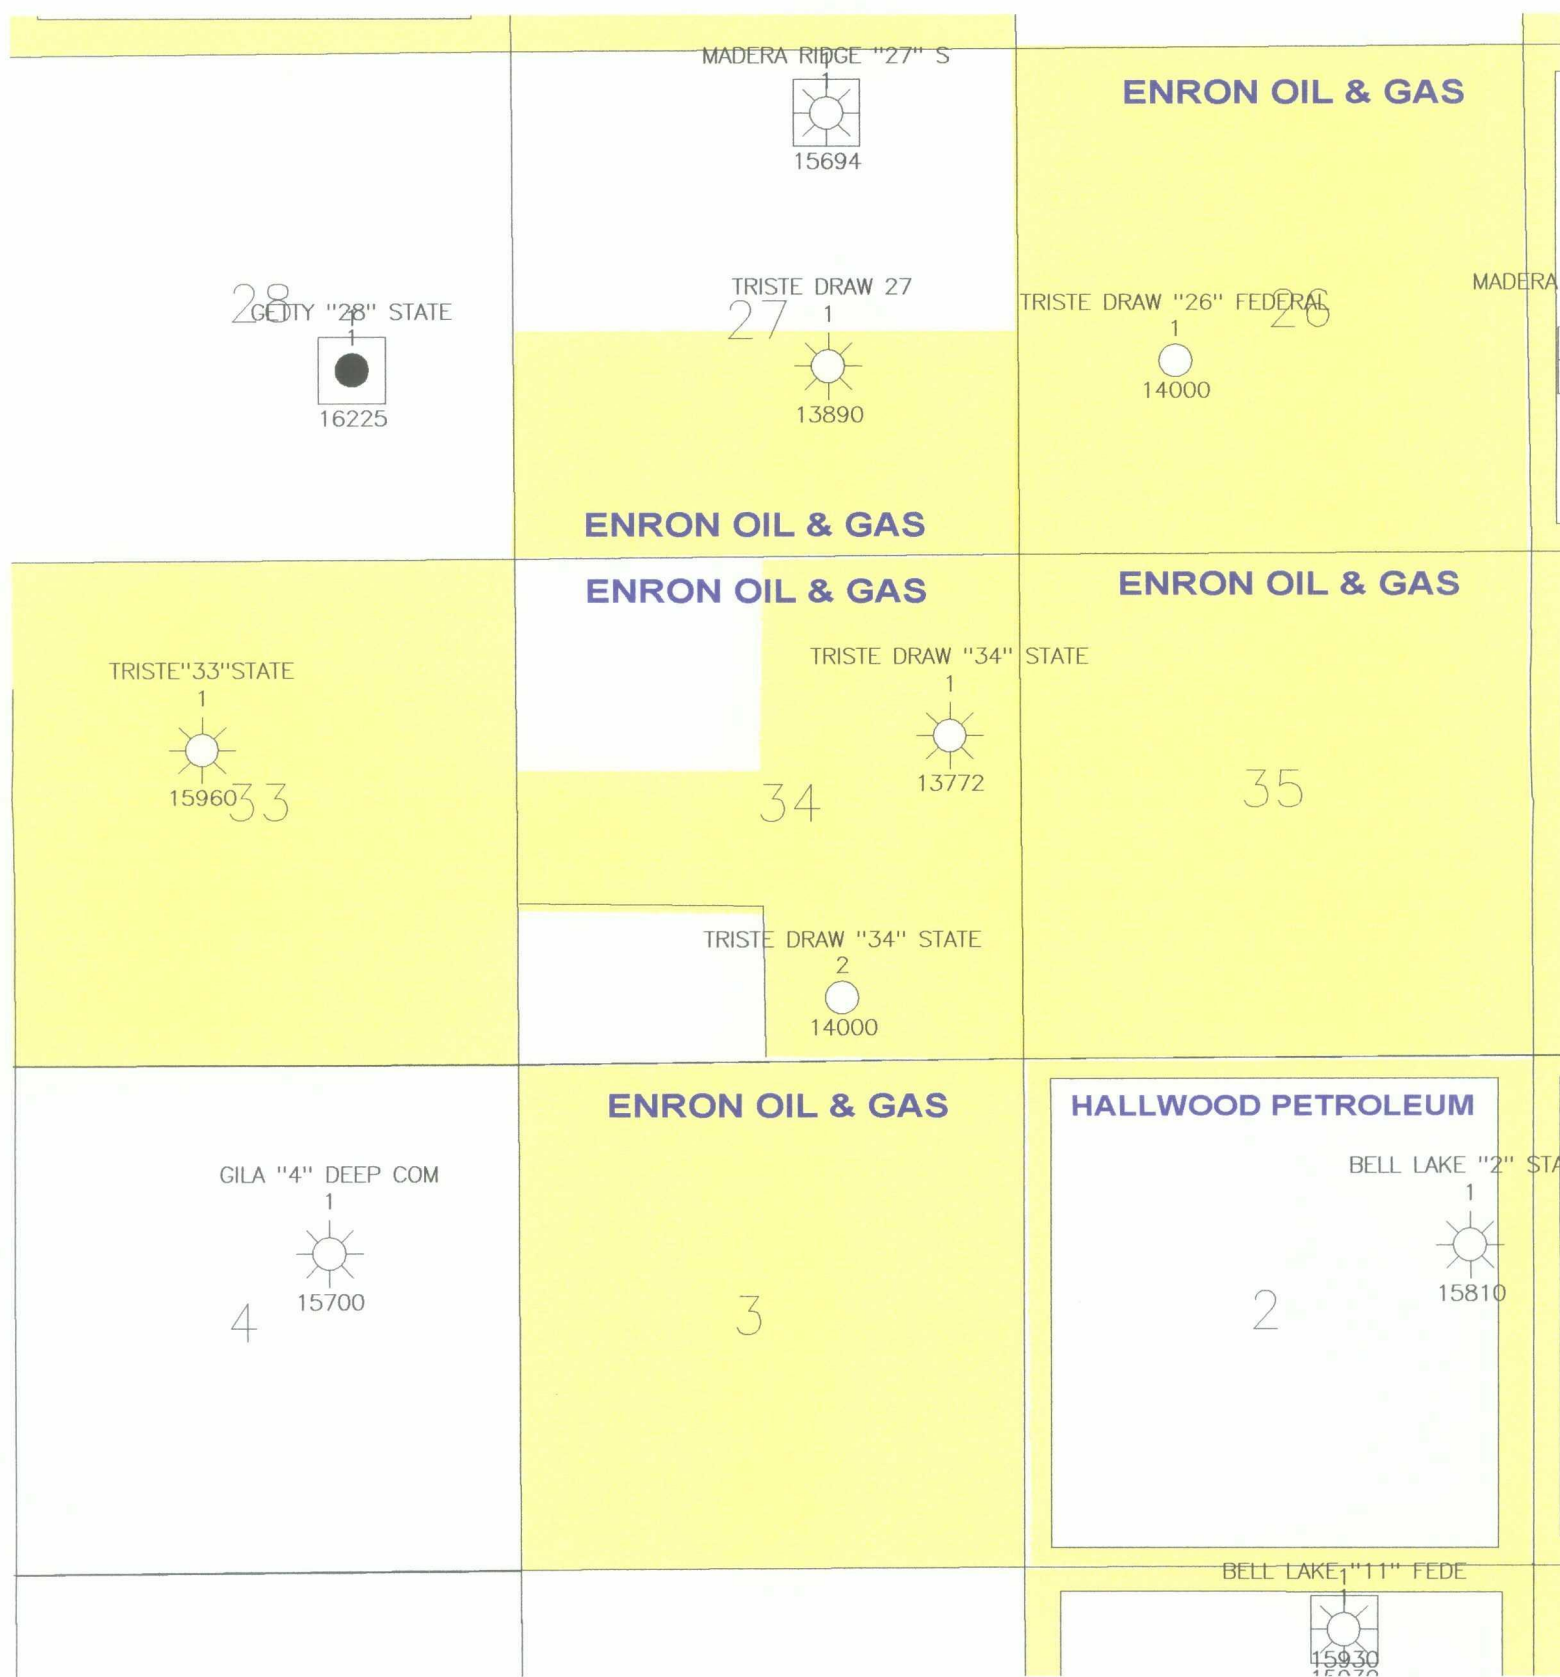 MADERA RIDGE "27" S
1
1
15694
ENRON OIL & GAS
28
GETTY "28" STATE
1
1
16225
TRISTE DRAW 27
27
1
13890
TRISTE DRAW "26" FEDERAL
26
1
14000
MADERA
ENRON OIL & GAS
ENRON OIL & GAS
ENRON OIL & GAS
TRISTE"33"STATE
1
15960
33
TRISTE DRAW "34" STATE
1
13772
34
35
TRISTE DRAW "34" STATE
2
14000
ENRON OIL & GAS
HALLWOOD PETROLEUM
GILA "4" DEEP COM
1
15700
4
3
BELL LAKE "2" STA
1
15810
2
BELL LAKE "11" FEDE
1
1
15930